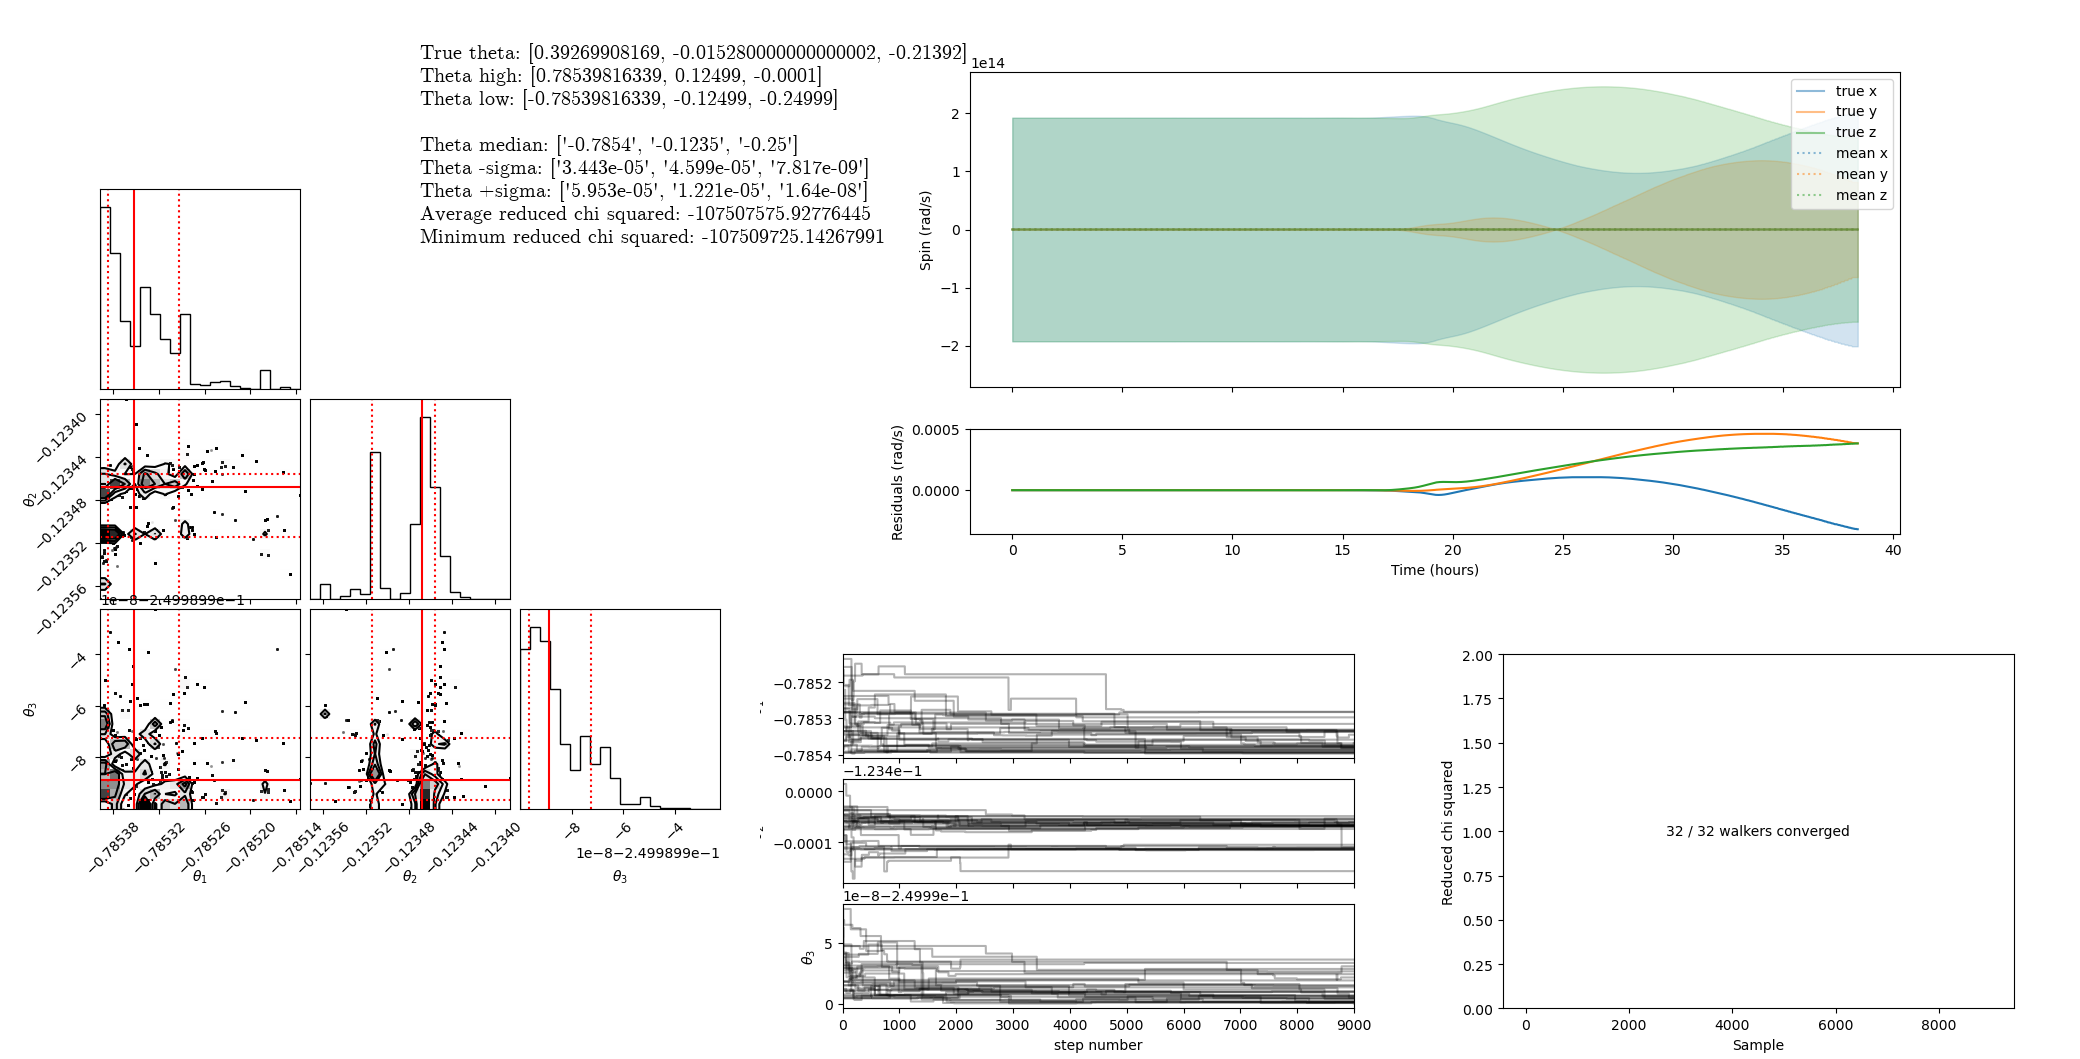 True theta: [0.39269908169, -0.015280000000000002, -0.21392]
Theta high: [0.78539816339, 0.12499, -0.0001]
Theta low: [-0.78539816339, -0.12499, -0.24999]
Theta median: ['-0.7854', '-0.1235', '-0.25']
Theta -sigma: ['3.443e-05', '4.599e-05', '7.817e-09']
Theta +sigma: ['5.953e-05', '1.221e-05', '1.64e-08']
Average reduced chi squared: -107507575.92776445
Minimum reduced chi squared: -107509725.14267991
1e14
2
1
0
−1
−2
Spin (rad/s)
true x
true y
true z
mean x
mean y
mean z
0.0005
0.0000
Residuals (rad/s)
0 5 10 15 20 25 30 35 40
Time (hours)
−0.12340
−0.12344
−0.12348
−0.12352
−0.12356
θ2
1e−8−2.499899e−1
−4
−6
−8
θ3
−0.78538 −0.78532 −0.78526 −0.78520 −0.78514
θ1
−0.12356 −0.12352 −0.12348 −0.12344 −0.12340
θ2
−8 −6 −4
1e−8−2.499899e−1
θ3
−0.7852
−0.7853
−0.7854
−1.234e−1
0.0000
−0.0001
1e−8−2.4999e−1
5
0
θ3
0 1000 2000 3000 4000 5000 6000 7000 8000 9000
step number
2.00
1.75
1.50
1.25
1.00
0.75
0.50
0.25
0.00
Reduced chi squared
32 / 32 walkers converged
0 2000 4000 6000 8000
Sample